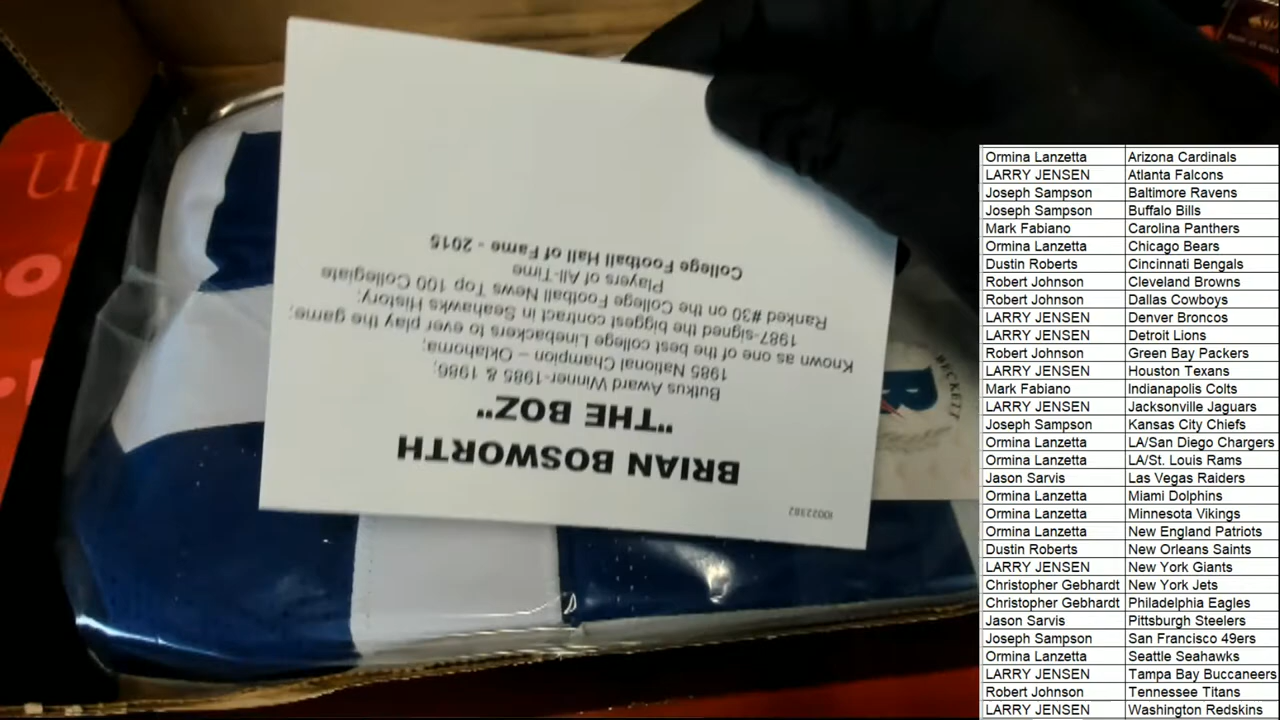 BRIAN BOSWORTH
"THE BOZ"
Butkus Award Winner-1985 & 1986;
1985 National Champion – Oklahoma;
Known as one of the best college Linebackers to ever play the game;
1987-signed the biggest contract in Seahawks History;
Ranked #30 on the College Football News Top 100 Collegiate
Players of All-Time
College Football Hall of Fame - 2015
BECKETT
Ormina Lanzetta Arizona Cardinals
LARRY JENSEN Atlanta Falcons
Joseph Sampson Baltimore Ravens
Joseph Sampson Buffalo Bills
Mark Fabiano Carolina Panthers
Ormina Lanzetta Chicago Bears
Dustin Roberts Cincinnati Bengals
Robert Johnson Cleveland Browns
Robert Johnson Dallas Cowboys
LARRY JENSEN Denver Broncos
LARRY JENSEN Detroit Lions
Robert Johnson Green Bay Packers
LARRY JENSEN Houston Texans
Mark Fabiano Indianapolis Colts
LARRY JENSEN Jacksonville Jaguars
Joseph Sampson Kansas City Chiefs
Ormina Lanzetta LA/San Diego Chargers
Ormina Lanzetta LA/St. Louis Rams
Jason Sarvis Las Vegas Raiders
Ormina Lanzetta Miami Dolphins
Ormina Lanzetta Minnesota Vikings
Ormina Lanzetta New England Patriots
Dustin Roberts New Orleans Saints
LARRY JENSEN New York Giants
Christopher Gebhardt New York Jets
Christopher Gebhardt Philadelphia Eagles
Jason Sarvis Pittsburgh Steelers
Joseph Sampson San Francisco 49ers
Ormina Lanzetta Seattle Seahawks
LARRY JENSEN Tampa Bay Buccaneers
Robert Johnson Tennessee Titans
LARRY JENSEN Washington Redskins